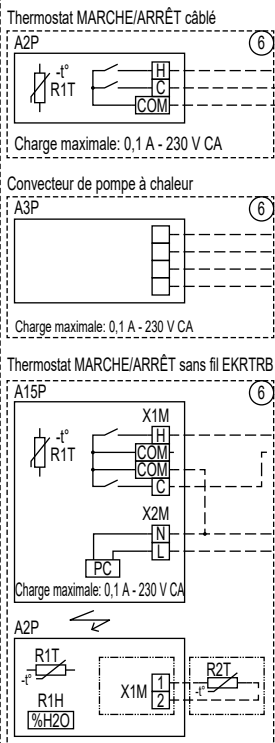 Thermostat MARCHE/ARRÊT câblé
A2P
6
-t°
R1T
H
C
COM
Charge maximale: 0,1 A - 230 V CA
Convecteur de pompe à chaleur
A3P
6
Charge maximale: 0,1 A - 230 V CA
Thermostat MARCHE/ARRÊT sans fil EKRTRB
A15P
6
X1M
-t°
R1T
H
COM
COM
C
X2M
N
L
PC
Charge maximale: 0,1 A - 230 V CA
A2P
R1T
-t°
R1H
%H2O
X1M
1
2
R2T
-t°